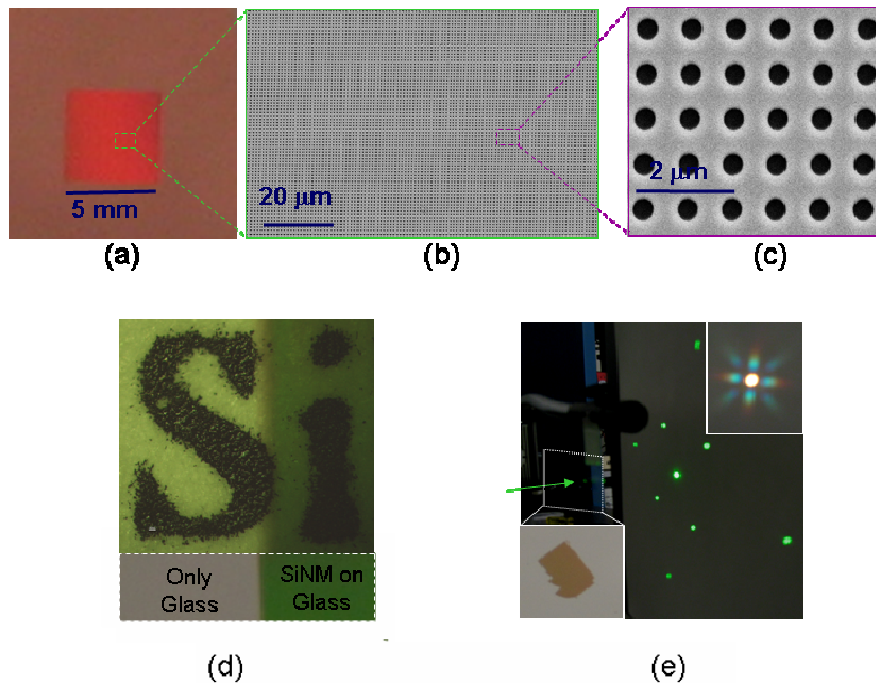 5 mm
(a)
20 μm
(b)
2 μm
(c)
Si
Only
Glass
SiNM on
Glass
(d)
(e)